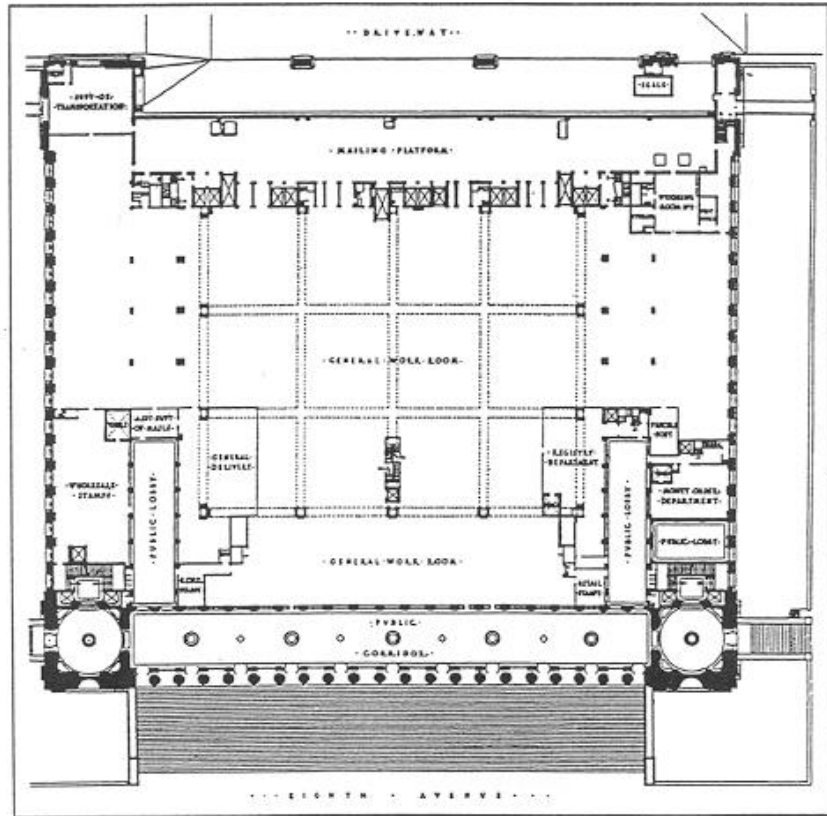 · · DRIVEWAY · ·
· SCALE ·
· SUPT · OF ·
TRANSPORTATION ·
· MAILING · PLATFORM ·
· GENERAL · WORK · ROOM ·
ASST · SUPT
OF · MAILS ·
· GENERAL ·
· DELIVERY ·
· REGISTRY ·
· DEPARTMENT ·
PARCEL
POST
· WHOLESALE ·
· STAMPS ·
· PUBLIC · LOBBY ·
· PUBLIC · LOBBY ·
· MONEY · ORDER ·
· DEPARTMENT ·
· PUBLIC · LOBBY ·
· GENERAL · WORK · ROOM ·
RETAIL
STAMPS
· PUBLIC ·
· CORRIDOR ·
· · · EIGHTH · AVENUE · · ·